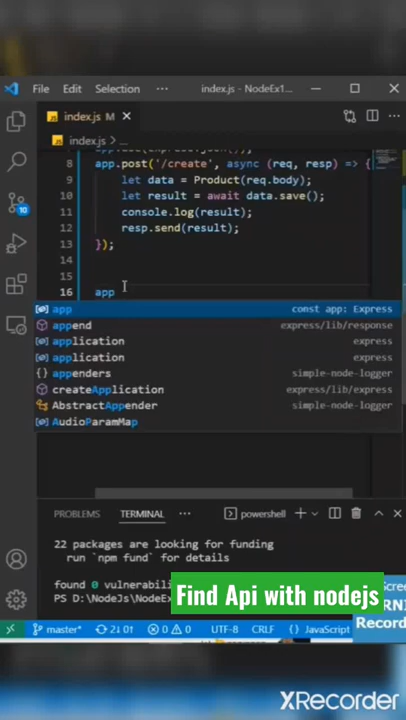 File Edit Selection ··· index.js - NodeEx1
index.js
index.js > ...
8 app.post('/create', async (req, resp) => {
9 let data = Product(req.body);
10 let result = await data.save();
11 console.log(result);
12 resp.send(result);
13 });
14
15
16 app
app const app: Express
append express/lib/response
application express
application express
{} appenders simple-node-logger
createApplication express/lib/express
AbstractAppender simple-node-logger
AudioParamMap
10
PROBLEMS TERMINAL ··· powershell
22 packages are looking for funding
run `npm fund` for details
found 0 vulnerabili
PS D:\NodeJs\NodeEx
Find Api with nodejs
Scree
Record
master* 2↓ 0↑ 0 0 UTF-8 CRLF {} JavaScript
XRecorder